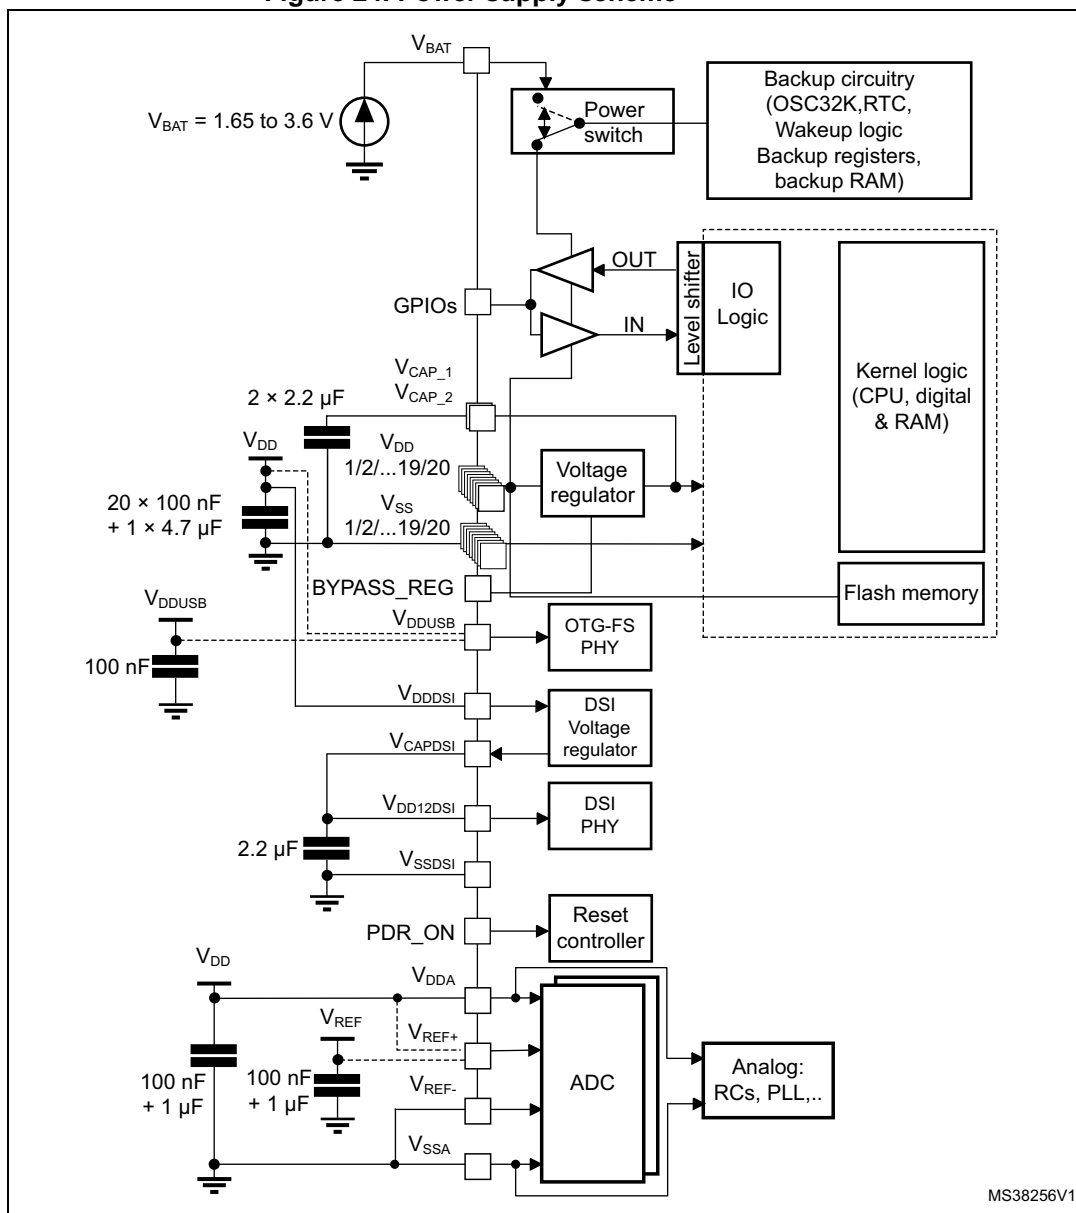 VBAT
VBAT = 1.65 to 3.6 V
Power
switch
Backup circuitry
(OSC32K,RTC,
Wakeup logic
Backup registers,
backup RAM)
OUT
GPIOs
IN
Level shifter
IO
Logic
Kernel logic
(CPU, digital
& RAM)
VCAP_1
VCAP_2
2 × 2.2 μF
VDD
VDD
1/2/...19/20
Voltage
regulator
20 × 100 nF
+ 1 × 4.7 μF
VSS
1/2/...19/20
BYPASS_REG
Flash memory
VDDUSB
VDDUSB
OTG-FS
PHY
100 nF
VDDDSI
DSI
Voltage
regulator
VCAPDSI
VDD12DSI
DSI
PHY
2.2 μF
VSSDSI
PDR_ON
Reset
controller
VDD
VDDA
VREF
VREF+
ADC
Analog:
RCs, PLL,..
100 nF
+ 1 μF
100 nF
+ 1 μF
VREF-
VSSA
MS38256V1